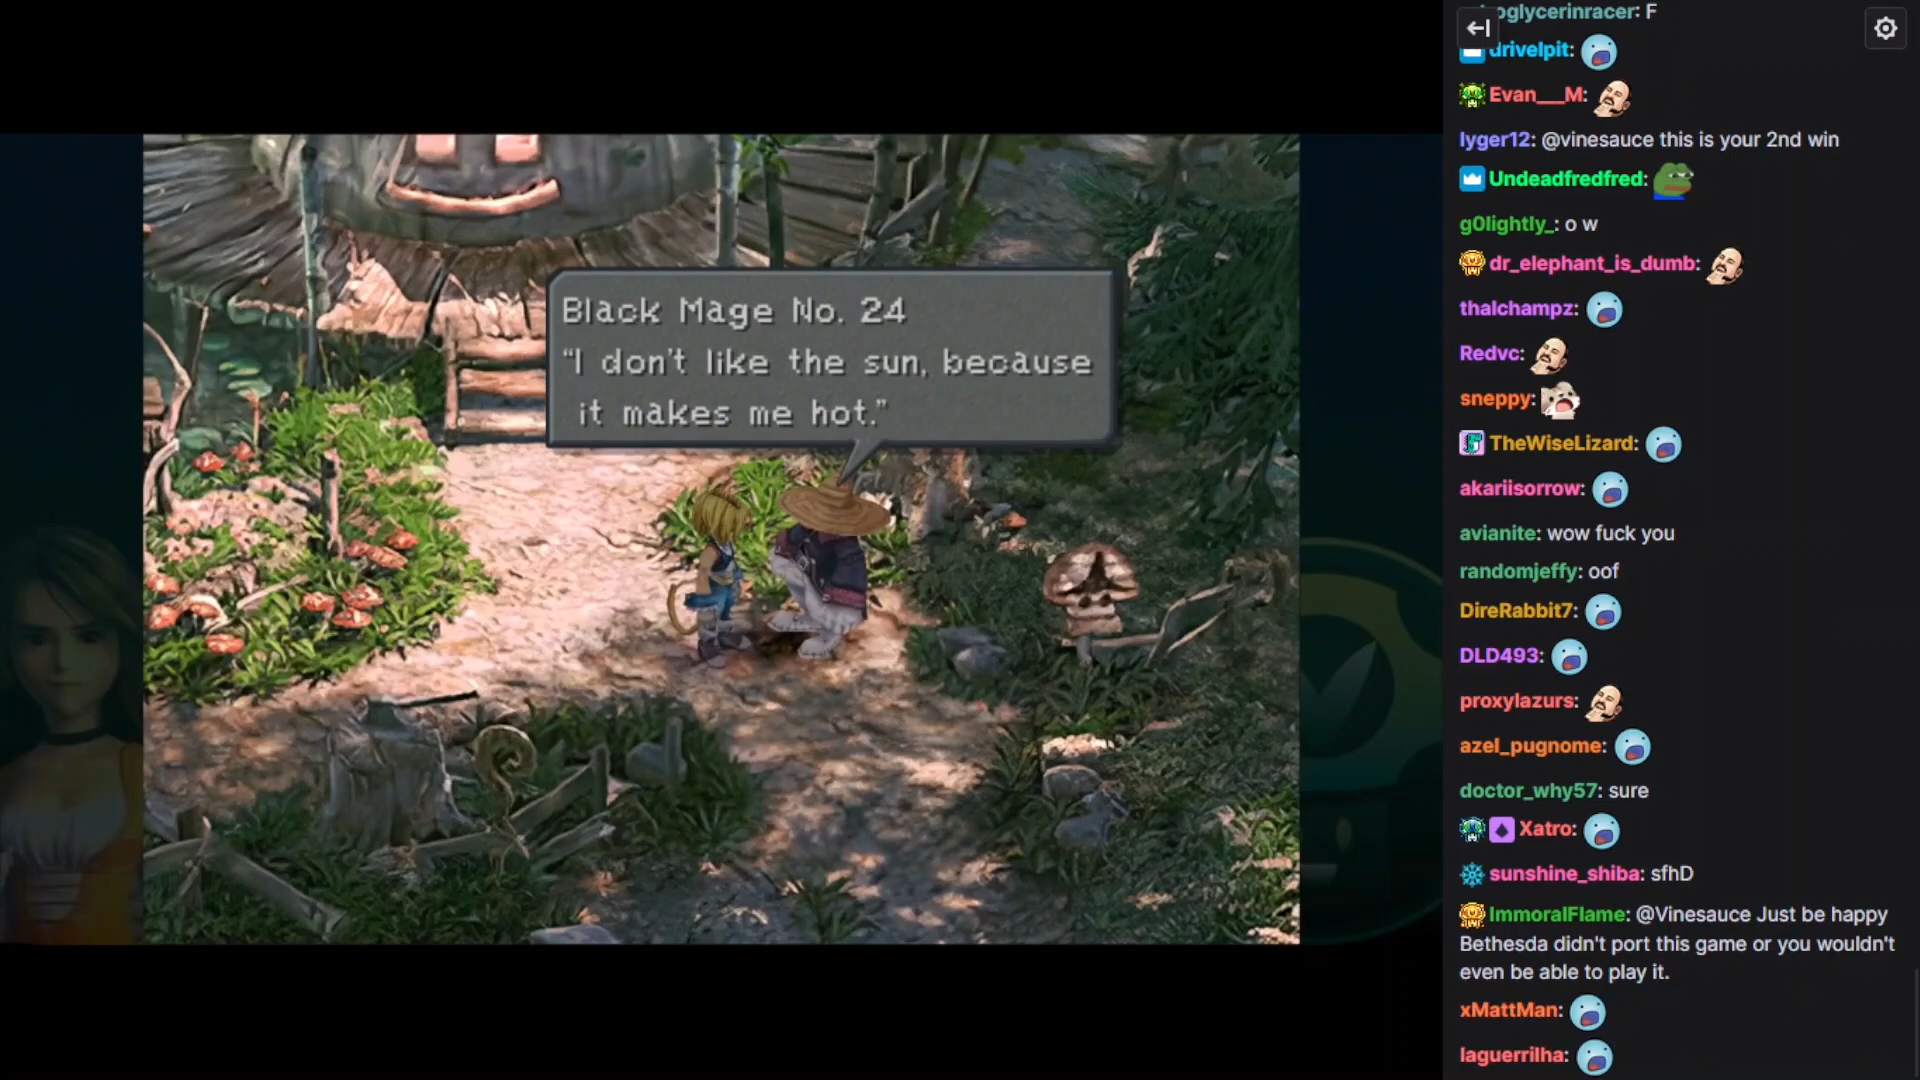 Black Mage No. 24
“I don't like the sun, because
it makes me hot.”
oglycerinracer: F
drivelpit:
Evan___M:
lyger12: @vinesauce this is your 2nd win
Undeadfredfred:
g0lightly_: o w
dr_elephant_is_dumb:
thalchampz:
Redvc:
sneppy:
TheWiseLizard:
akariisorrow:
avianite: wow fuck you
randomjeffy: oof
DireRabbit7:
DLD493:
proxylazurs:
azel_pugnome:
doctor_why57: sure
Xatro:
sunshine_shiba: sfhD
ImmoralFlame: @Vinesauce Just be happy
Bethesda didn't port this game or you wouldn't
even be able to play it.
xMattMan:
laguerrilha: